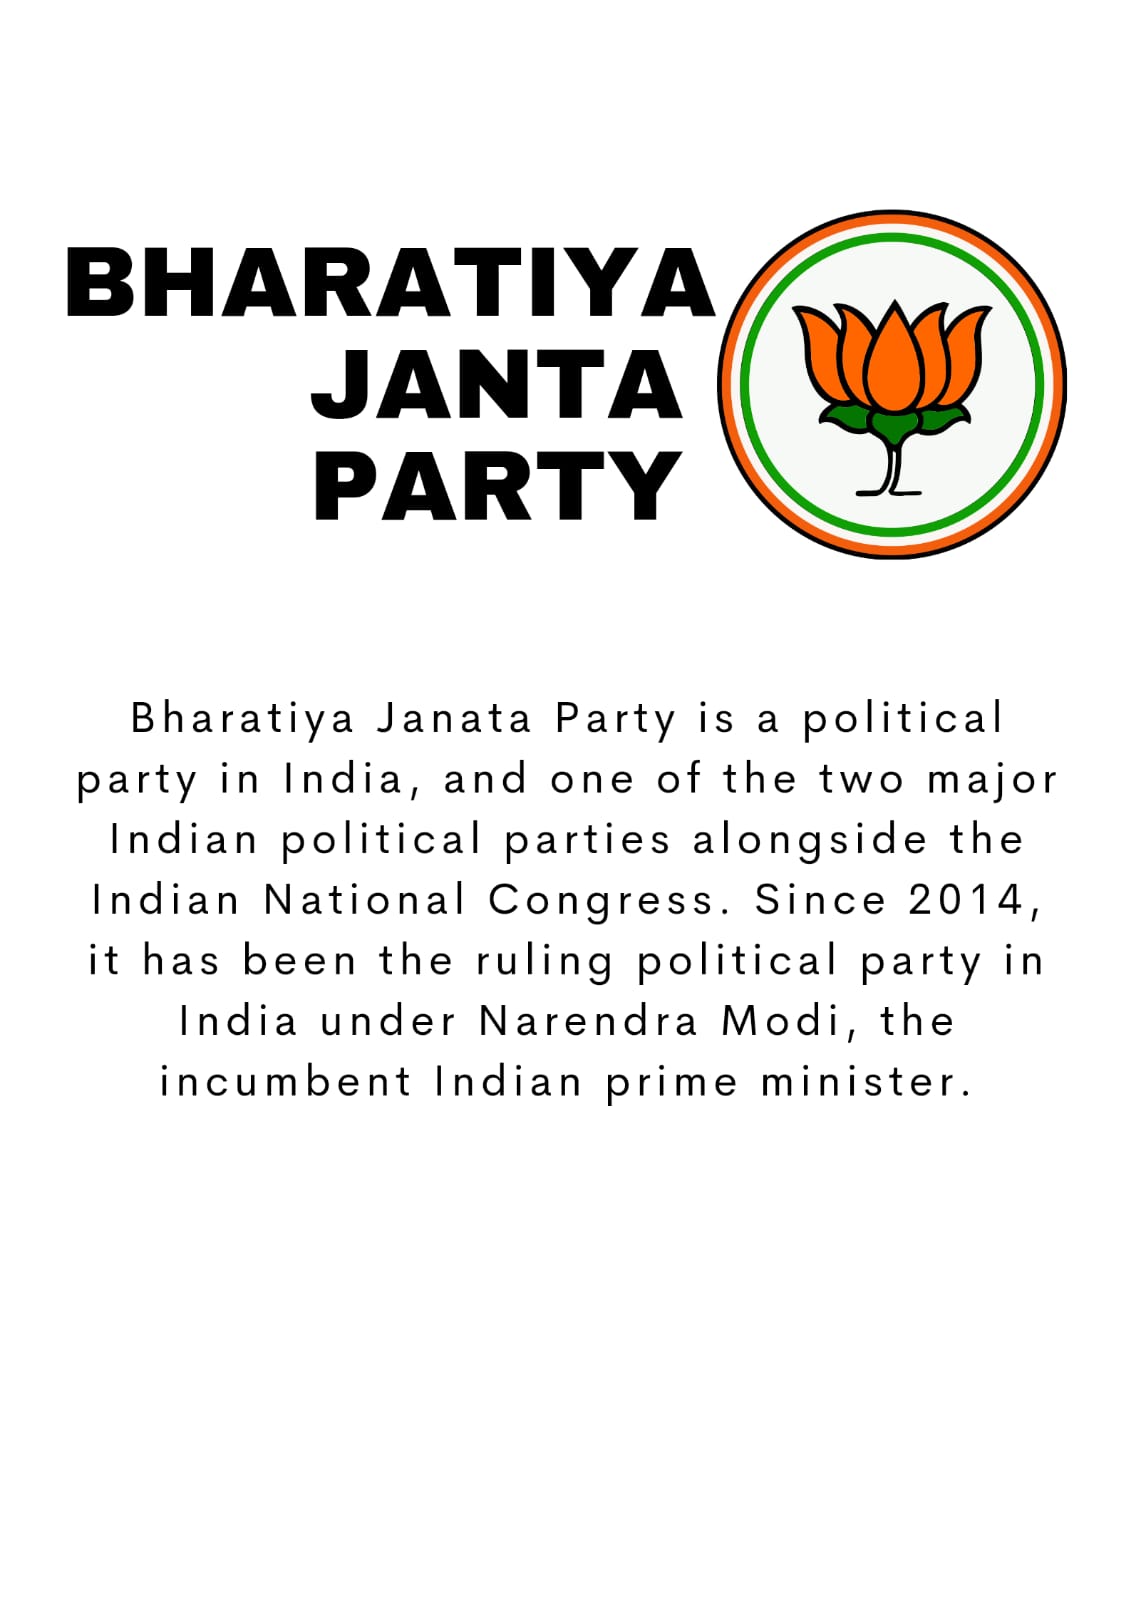 BHARATIYA
JANTA
PARTY
Bharatiya Janata Party is a political
party in India, and one of the two major
Indian political parties alongside the
Indian National Congress. Since 2014,
it has been the ruling political party in
India under Narendra Modi, the
incumbent Indian prime minister.